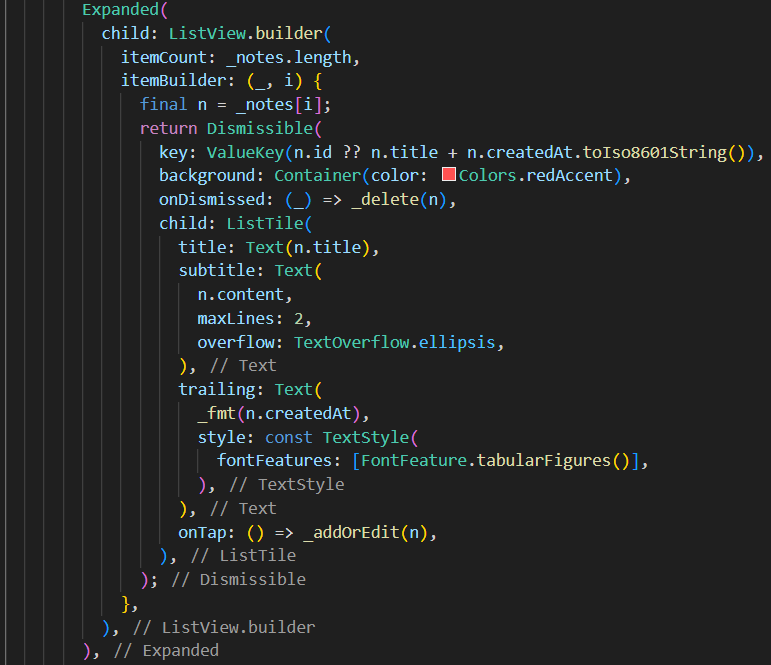 Expanded(
child: ListView.builder(
itemCount: _notes.length,
itemBuilder: (_, i) {
final n = _notes[i];
return Dismissible(
key: ValueKey(n.id ?? n.title + n.createdAt.toIso8601String()),
background: Container(color: Colors.redAccent),
onDismissed: (_) => _delete(n),
child: ListTile(
title: Text(n.title),
subtitle: Text(
n.content,
maxLines: 2,
overflow: TextOverflow.ellipsis,
), // Text
trailing: Text(
_fmt(n.createdAt),
style: const TextStyle(
fontFeatures: [FontFeature.tabularFigures()],
), // TextStyle
), // Text
onTap: () => _addOrEdit(n),
), // ListTile
); // Dismissible
},
), // ListView.builder
), // Expanded